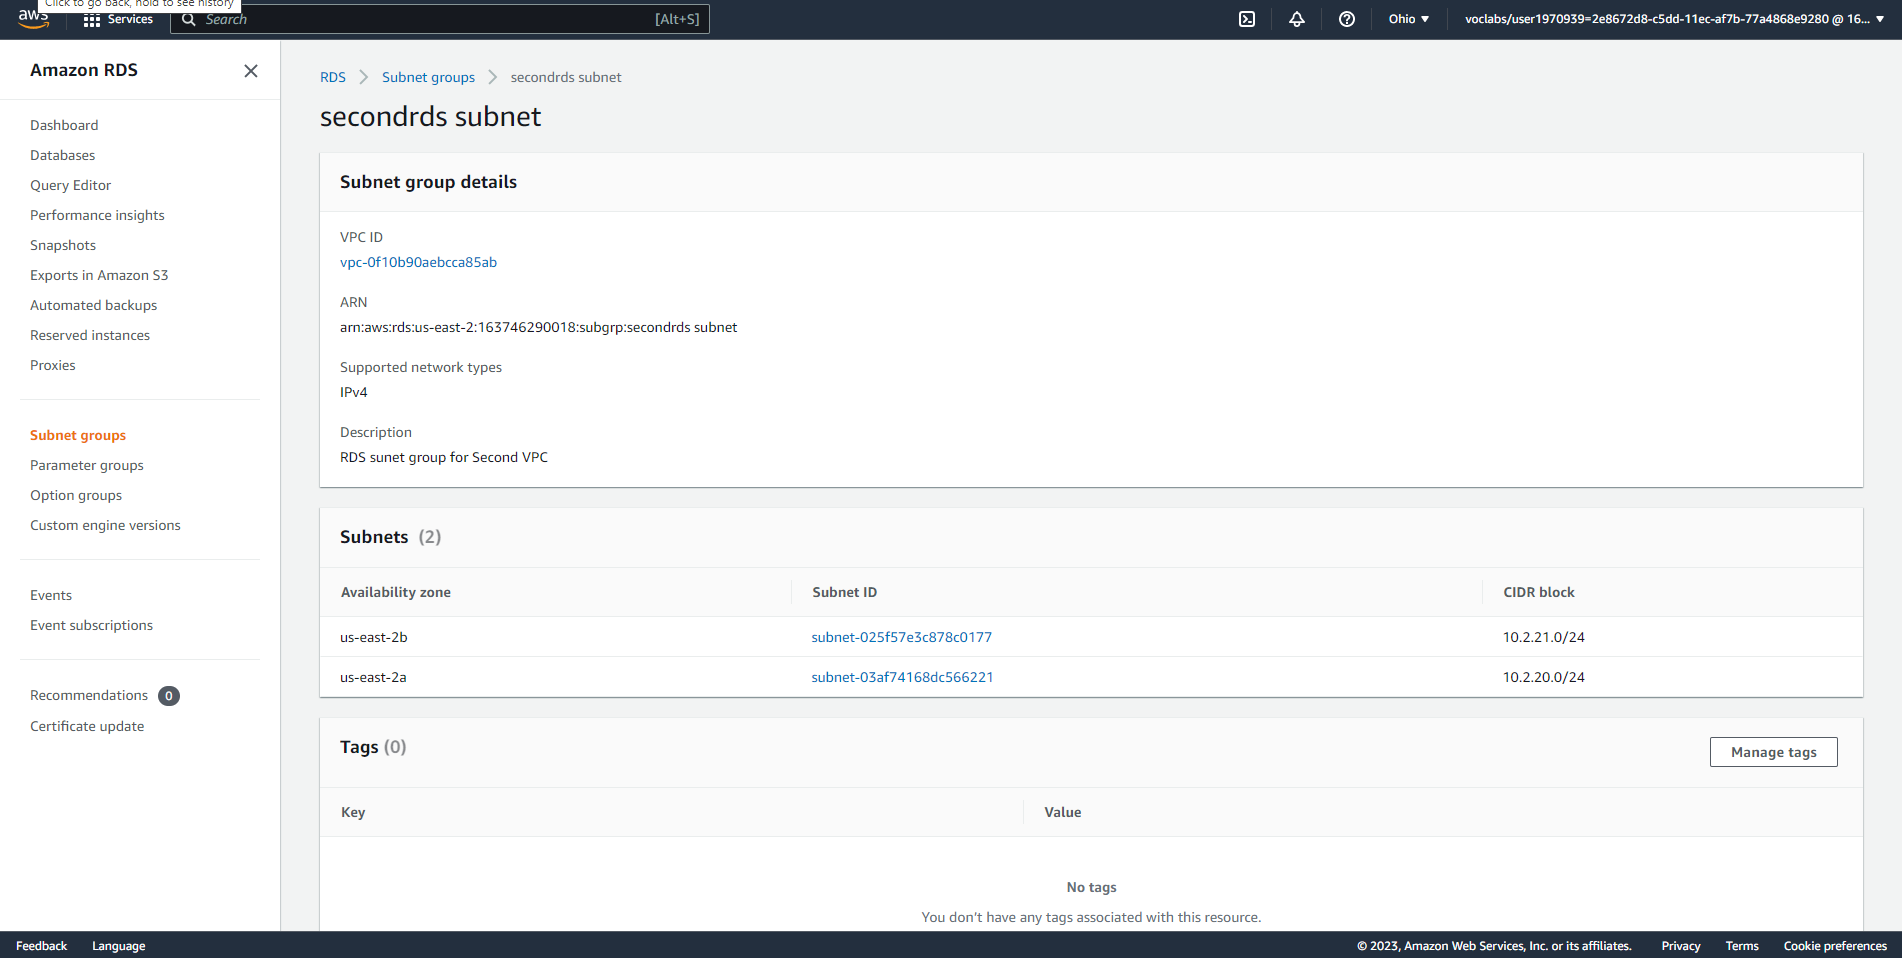 Click to go back, hold to see history
aws
Services
Search
[Alt+S]
Ohio
voclabs/user1970939=2e8672d8-c5dd-11ec-af7b-77a4868e9280 @ 16...
Amazon RDS
Dashboard
Databases
Query Editor
Performance insights
Snapshots
Exports in Amazon S3
Automated backups
Reserved instances
Proxies
Subnet groups
Parameter groups
Option groups
Custom engine versions
Events
Event subscriptions
Recommendations 0
Certificate update
RDS
Subnet groups
secondrds subnet
secondrds subnet
Subnet group details
VPC ID
vpc-0f10b90aebcca85ab
ARN
arn:aws:rds:us-east-2:163746290018:subgrp:secondrds subnet
Supported network types
IPv4
Description
RDS sunet group for Second VPC
Subnets (2)
Availability zone Subnet ID CIDR block
us-east-2b subnet-025f57e3c878c0177 10.2.21.0/24
us-east-2a subnet-03af74168dc566221 10.2.20.0/24
Tags (0)
Manage tags
Key Value
No tags
You don't have any tags associated with this resource.
Feedback Language
© 2023, Amazon Web Services, Inc. or its affiliates. Privacy Terms Cookie preferences